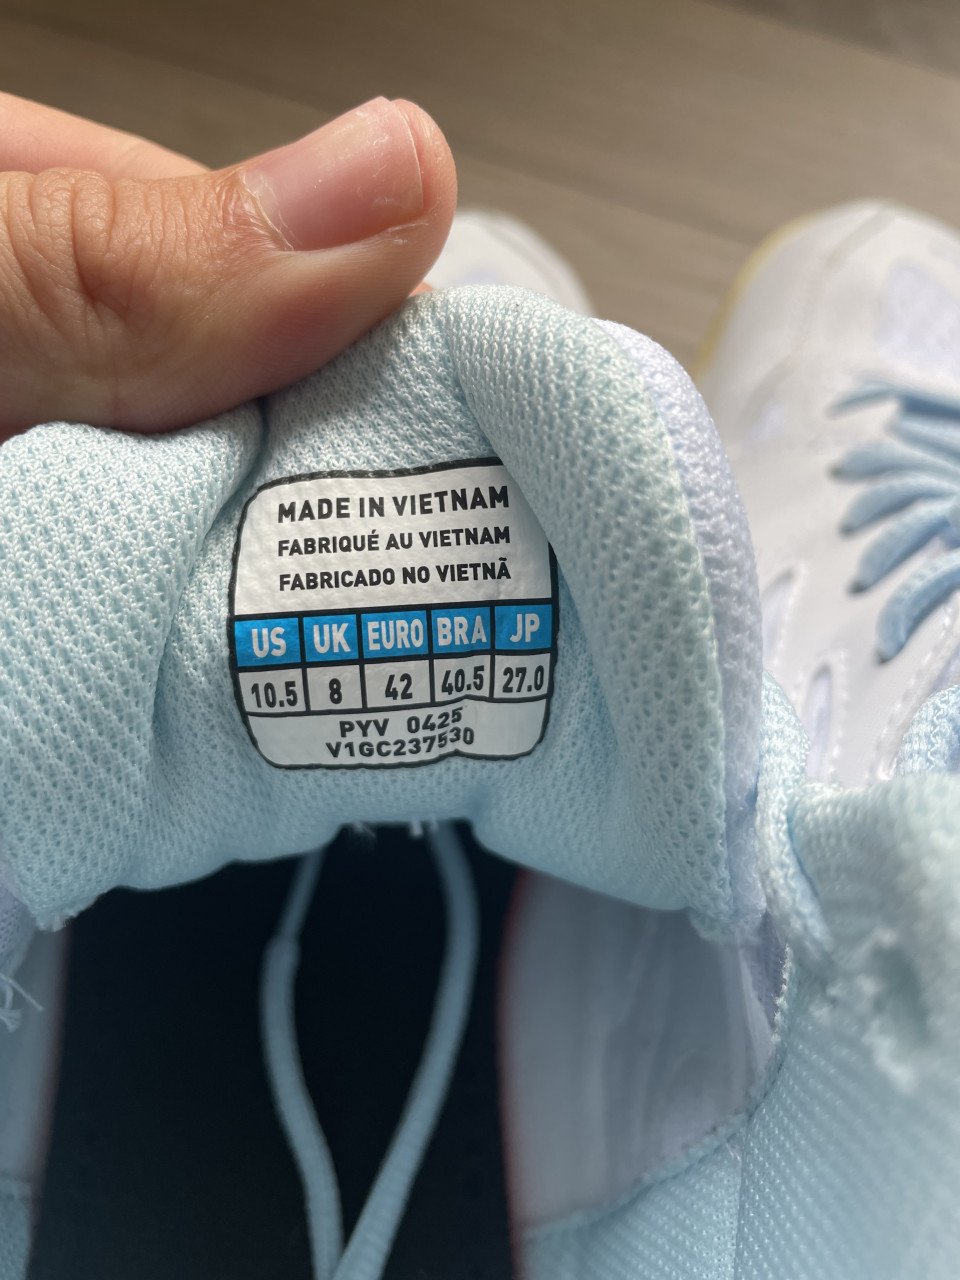 MADE IN VIETNAM
FABRIQUÉ AU VIETNAM
FABRICADO NO VIETNÃ
US UK EURO BRA JP
10.5 8 42 40.5 27.0
PYV 0425
V1GC237530